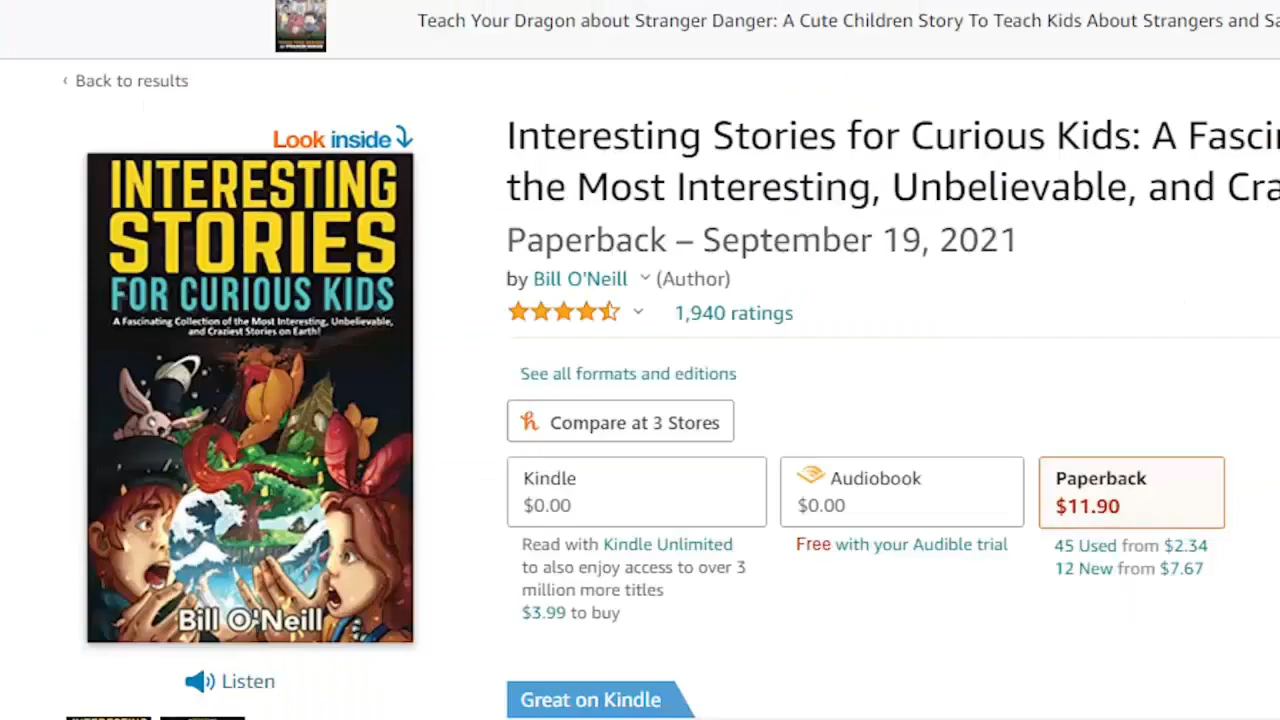 Teach Your Dragon about Stranger Danger: A Cute Children Story To Teach Kids About Strangers and Sa
‹ Back to results
Look inside
INTERESTING
STORIES
FOR CURIOUS KIDS
A Fascinating Collection of the Most Interesting, Unbelievable,
and Craziest Stories on Earth!
Bill O'Neill
Listen
Interesting Stories for Curious Kids: A Fasci
the Most Interesting, Unbelievable, and Cra
Paperback – September 19, 2021
by Bill O'Neill (Author)
1,940 ratings
See all formats and editions
Compare at 3 Stores
Kindle
$0.00
Read with Kindle Unlimited
to also enjoy access to over 3
million more titles
$3.99 to buy
Audiobook
$0.00
Free with your Audible trial
Paperback
$11.90
45 Used from $2.34
12 New from $7.67
Great on Kindle